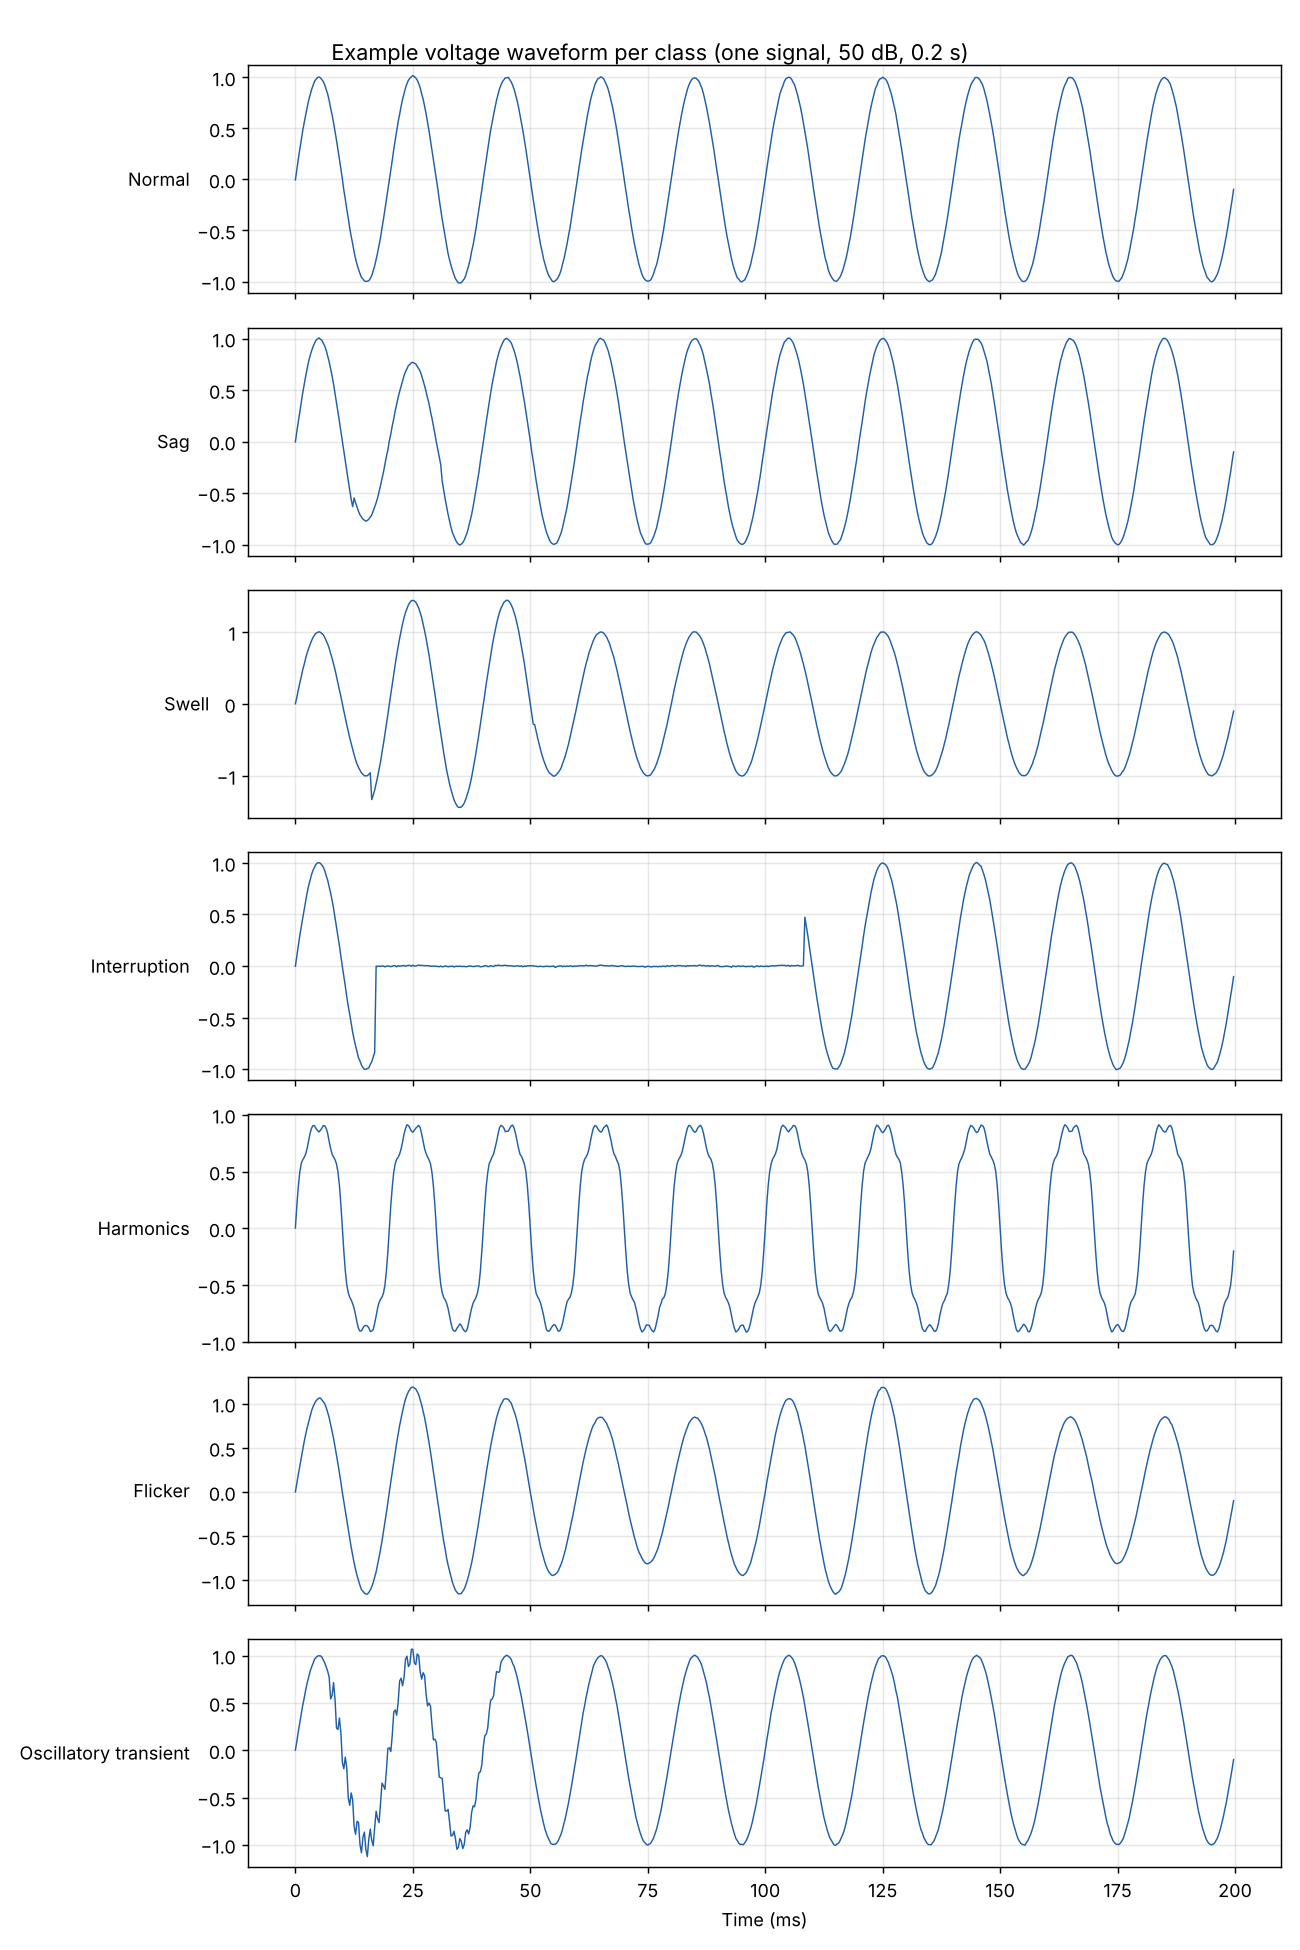 Example voltage waveform per class (one signal, 50 dB, 0.2 s)
1.0
0.5
Normal 0.0
−0.5
−1.0
1.0
0.5
Sag 0.0
−0.5
−1.0
1
Swell 0
−1
1.0
0.5
Interruption 0.0
−0.5
−1.0
1.0
0.5
Harmonics 0.0
−0.5
−1.0
1.0
0.5
Flicker 0.0
−0.5
−1.0
1.0
0.5
Oscillatory transient 0.0
−0.5
−1.0
0 25 50 75 100 125 150 175 200
Time (ms)